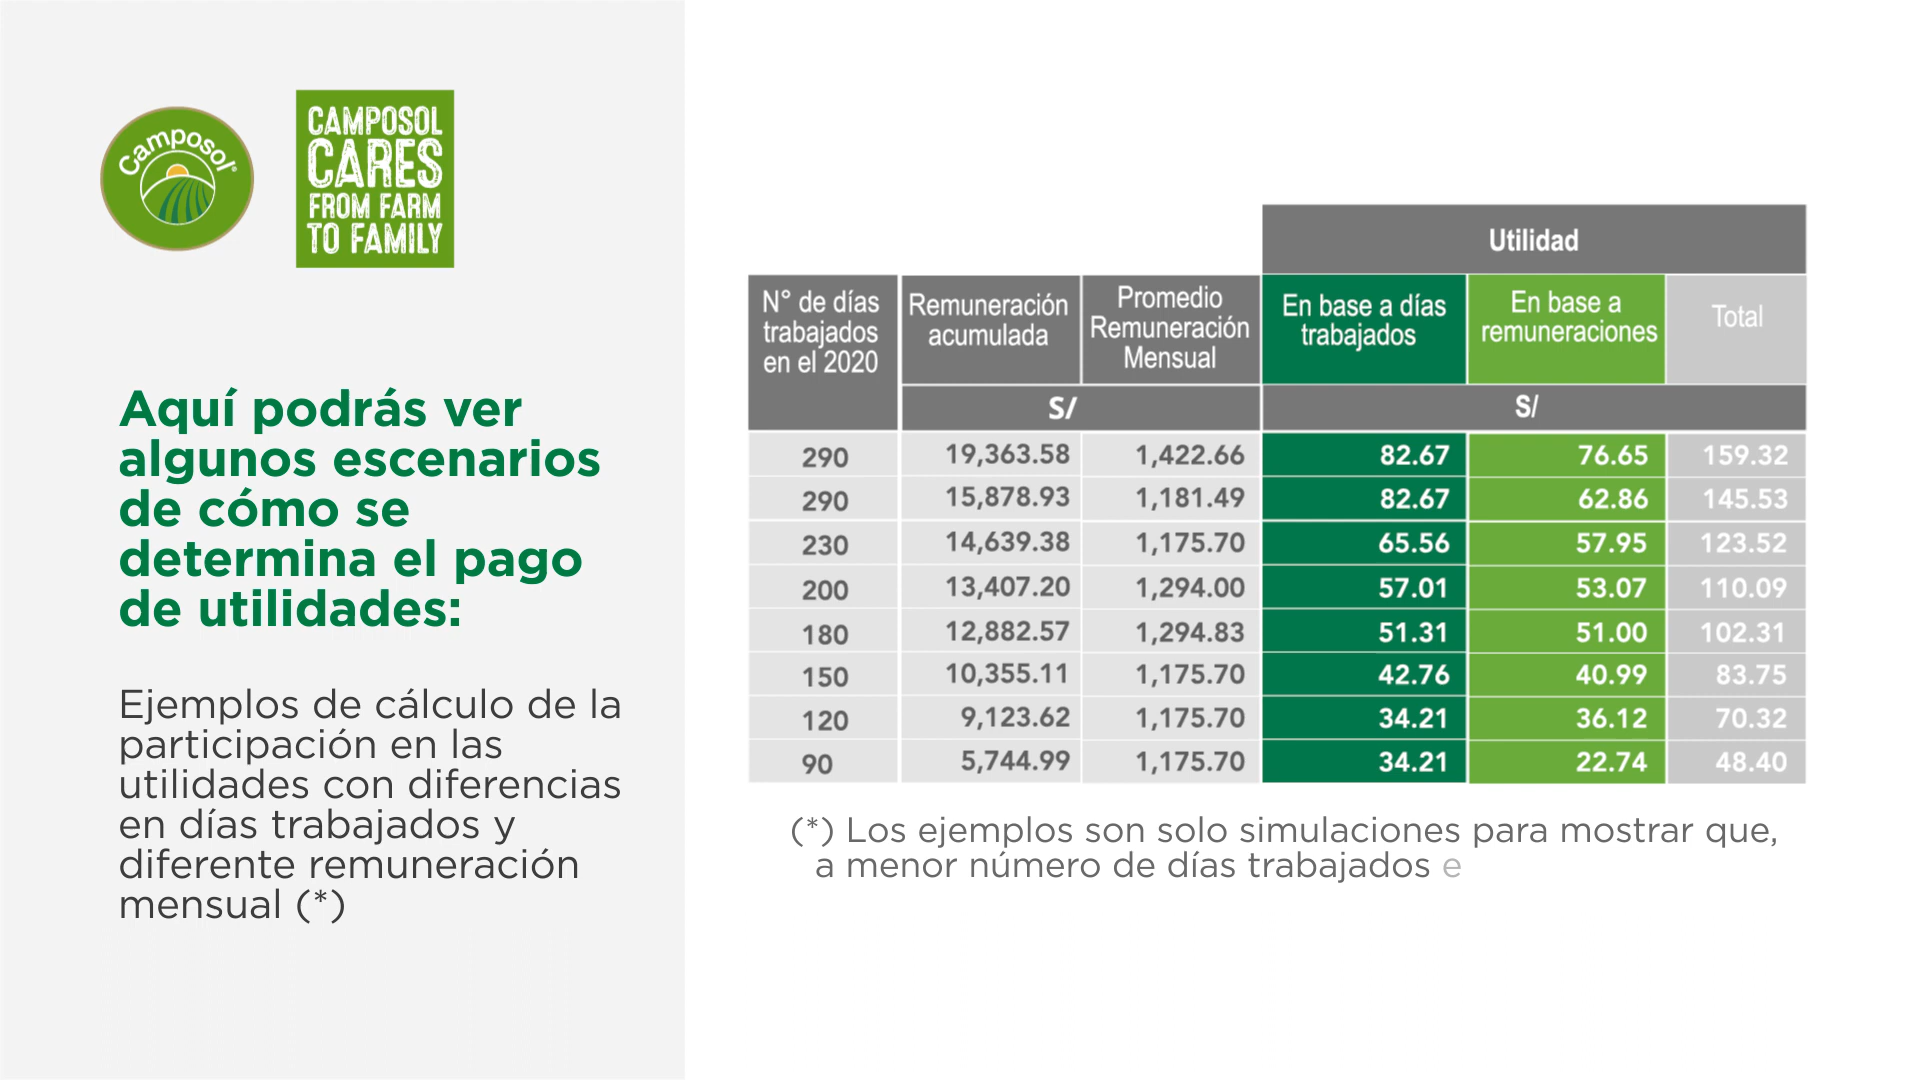 Camposol
CAMPOSOL
CARES
FROM FARM
TO FAMILY
Aquí podrás ver
algunos escenarios
de cómo se
determina el pago
de utilidades:
Ejemplos de cálculo de la
participación en las
utilidades con diferencias
en días trabajados y
diferente remuneración
mensual (*)
Utilidad
N° de días
trabajados
en el 2020
Remuneración
acumulada
Promedio
Remuneración
Mensual
En base a días
trabajados
En base a
remuneraciones
Total
S/ S/
290 19,363.58 1,422.66 82.67 76.65 159.32
290 15,878.93 1,181.49 82.67 62.86 145.53
230 14,639.38 1,175.70 65.56 57.95 123.52
200 13,407.20 1,294.00 57.01 53.07 110.09
180 12,882.57 1,294.83 51.31 51.00 102.31
150 10,355.11 1,175.70 42.76 40.99 83.75
120 9,123.62 1,175.70 34.21 36.12 70.32
90 5,744.99 1,175.70 34.21 22.74 48.40
(*) Los ejemplos son solo simulaciones para mostrar que,
a menor número de días trabajados e